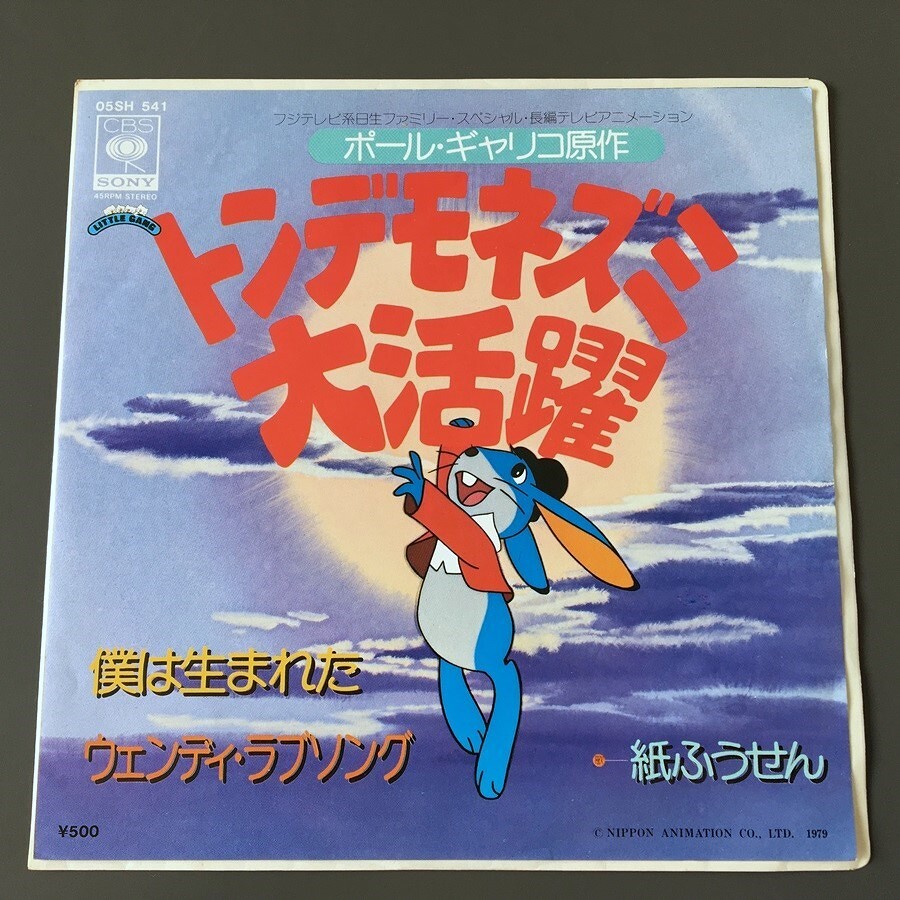 05SH 541
CBS
SONY
45RPM STEREO
LITTLE GANG
フジテレビ系日生ファミリー・スペシャル・長編テレビアニメーション
ポール・ギャリコ原作
トンデモネズミ
大活躍
僕は生まれた
ウェンディ・ラブソング
紙ふうせん
¥500
© NIPPON ANIMATION CO., LTD. 1979